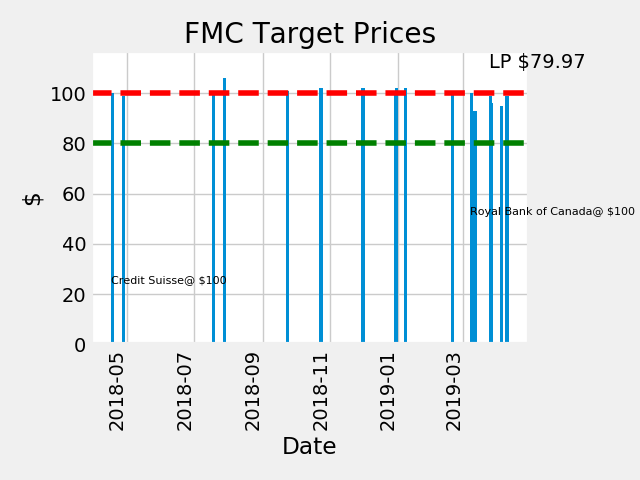 FMC Target Prices
LP $79.97
100
80
60
40
20
0
$
Royal Bank of Canada@ $100
Credit Suisse@ $100
2018-05
2018-07
2018-09
2018-11
2019-01
2019-03
Date